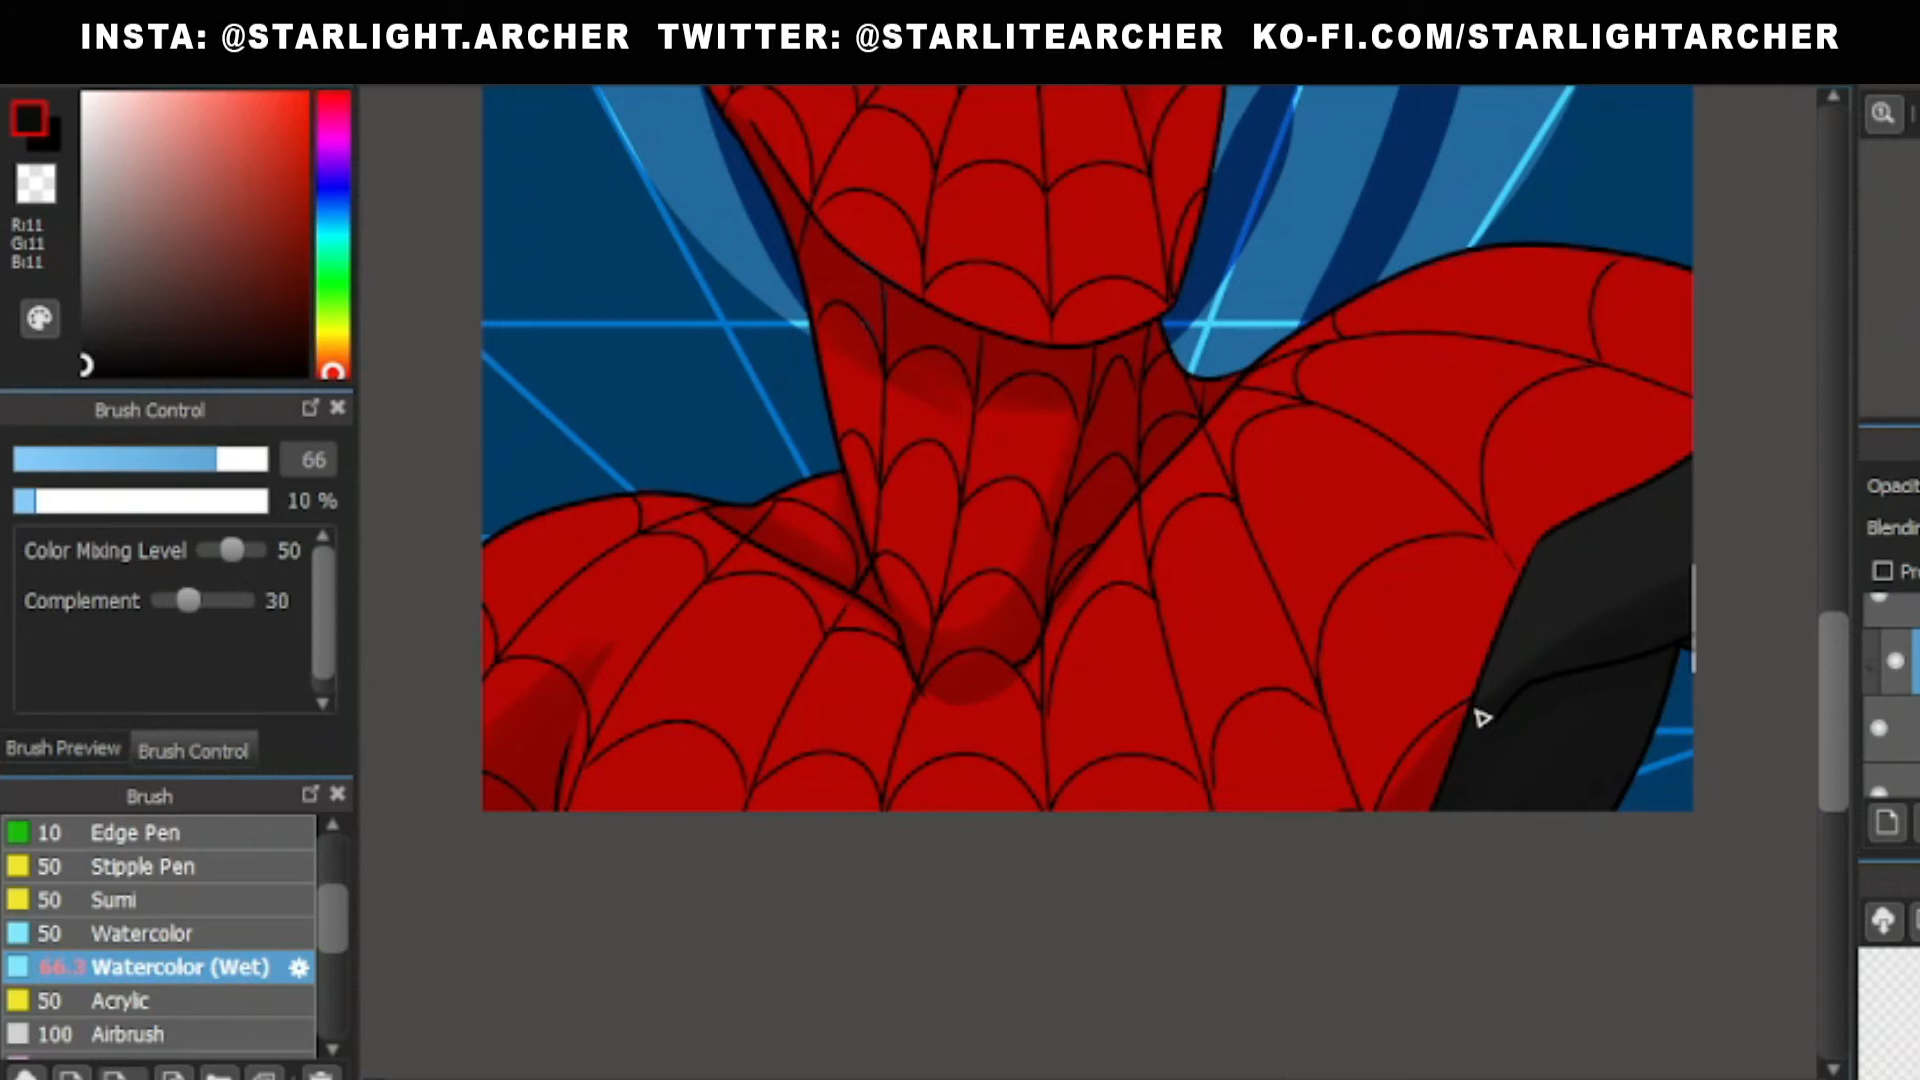 INSTA: @STARLIGHT.ARCHER TWITTER: @STARLITEARCHER KO-FI.COM/STARLIGHTARCHER
R:11
G:11
B:11
Brush Control
66
10 %
Color Mixing Level 50
Complement 30
Brush Preview Brush Control
Brush
10 Edge Pen
50 Stipple Pen
50 Sumi
50 Watercolor
66.3 Watercolor (Wet)
50 Acrylic
100 Airbrush
Opacit
Blendin
Pr